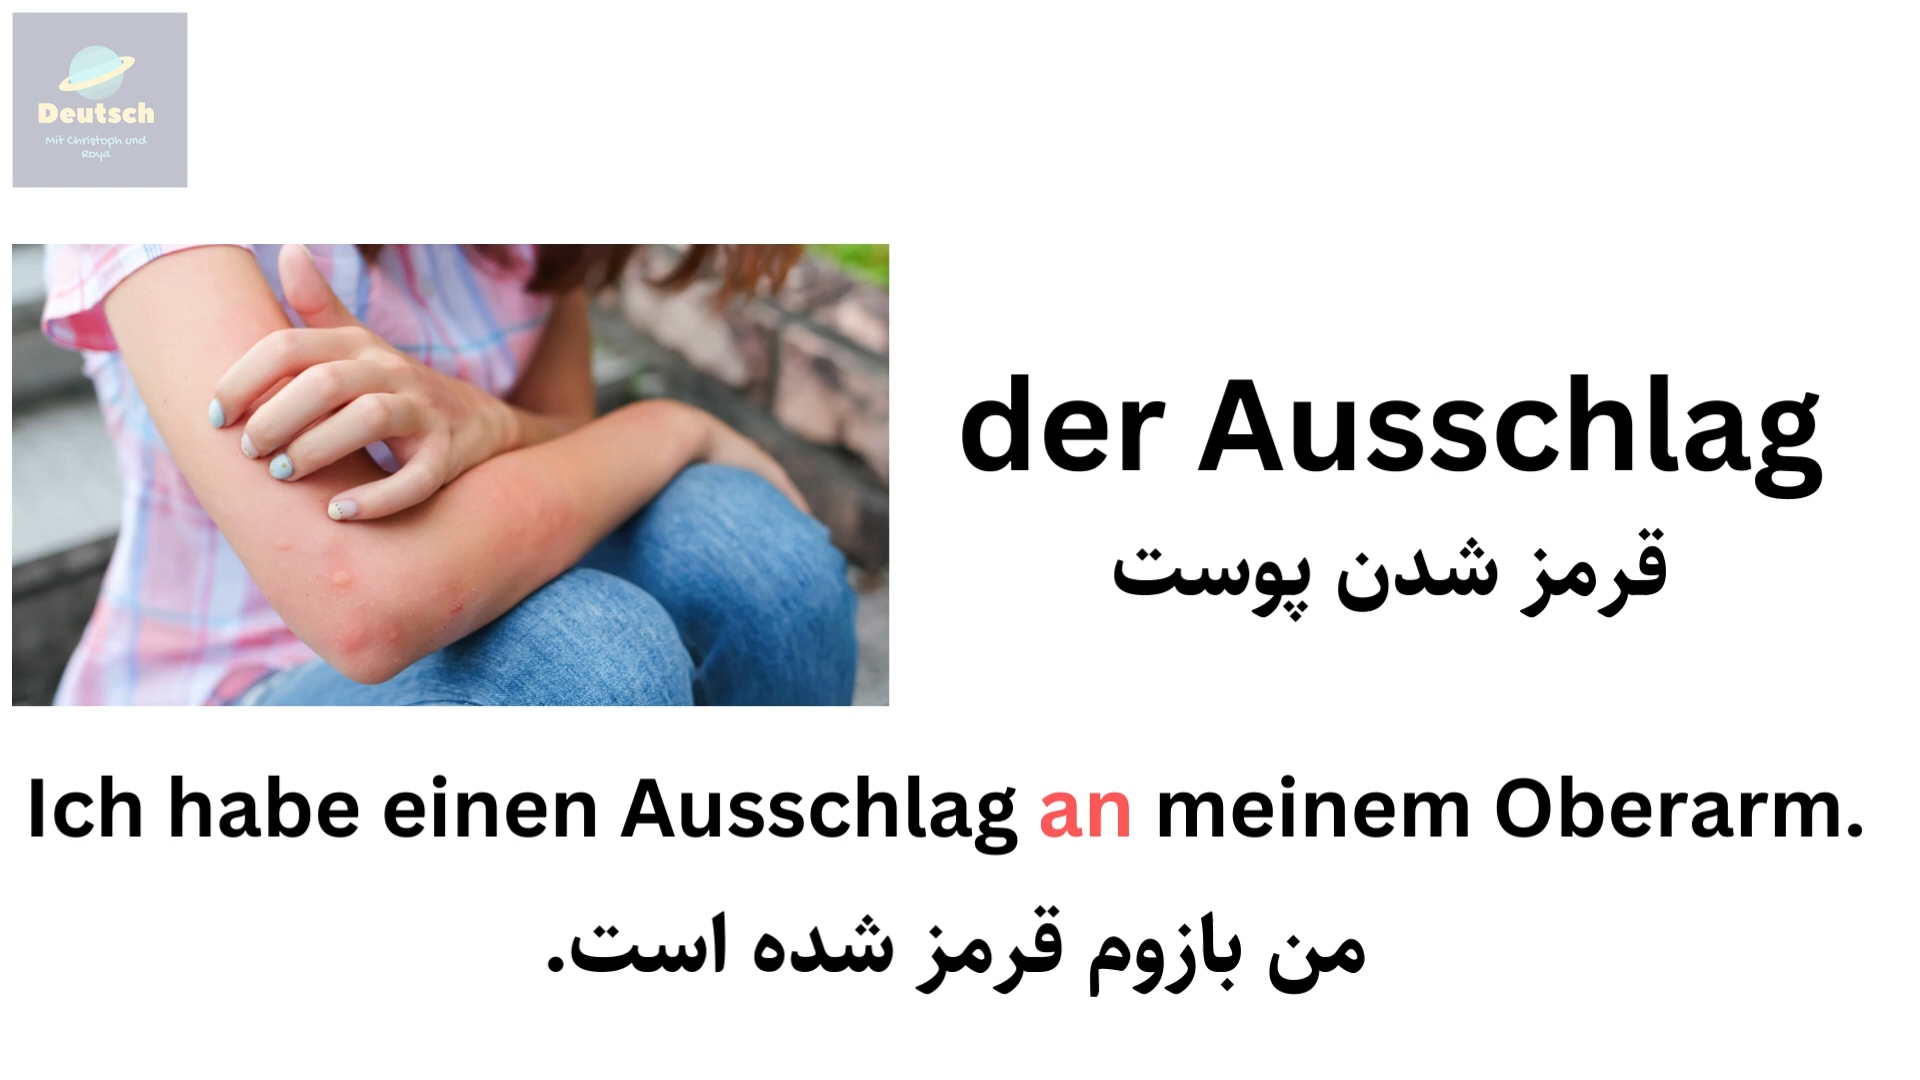 Deutsch
Mit Christoph und
Roya
der Ausschlag
قرمز شدن پوست
Ich habe einen Ausschlag an meinem Oberarm.
من بازوم قرمز شده است.